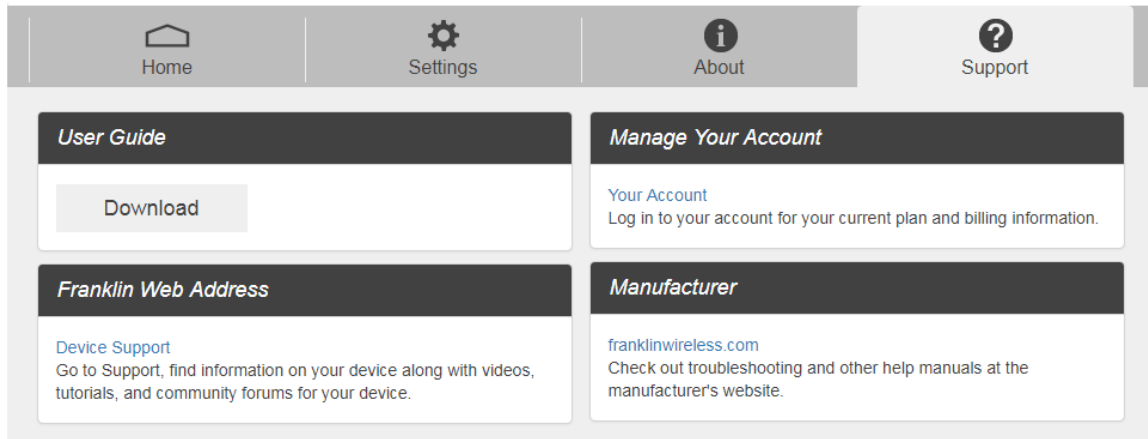 Home
Settings
About
Support
User Guide
Download
Manage Your Account
Your Account
Log in to your account for your current plan and billing information.
Franklin Web Address
Device Support
Go to Support, find information on your device along with videos,
tutorials, and community forums for your device.
Manufacturer
franklinwireless.com
Check out troubleshooting and other help manuals at the
manufacturer's website.